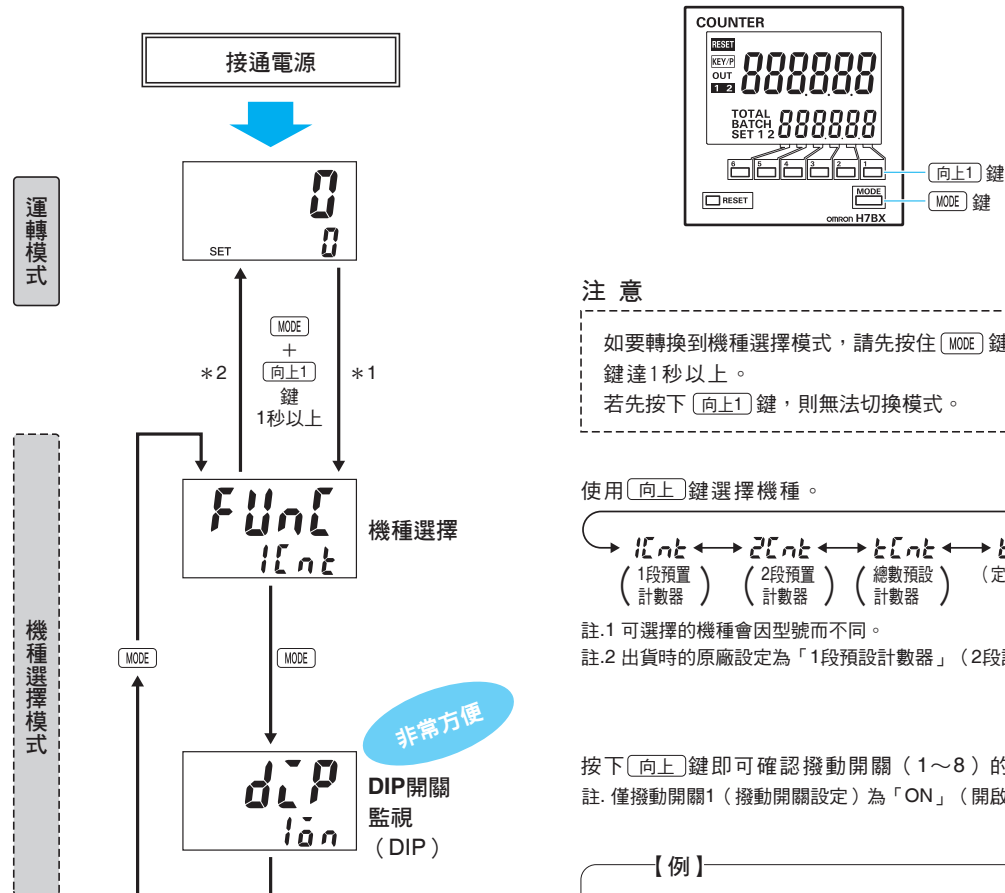 接通電源
運轉模式
0
0
SET
MODE
+
向上1
鍵
1秒以上
*2
*1
FUnC
1Cnt
機種選擇
MODE
MODE
機種選擇模式
非常方便
diP
1on
DIP開關
監視
(DIP)
COUNTER
RESET
KEY/P
OUT
1 2
888888
TOTAL
BATCH
SET 1 2
888888
6 5 4 3 2 1
RESET
MODE
omron H7BX
向上1 鍵
MODE 鍵
注 意
如要轉換到機種選擇模式，請先按住 MODE 鍵
鍵達1秒以上。
若先按下 向上1 鍵，則無法切換模式。
使用 向上 鍵選擇機種。
1Cnt 2Cnt tCnt
(1段預置計數器) (2段預置計數器) (總數預設計數器) (定
註.1 可選擇的機種會因型號而不同。
註.2 出貨時的原廠設定為「1段預設計數器」（2段
按下 向上 鍵即可確認撥動開關（1～8）的
註. 僅撥動開關1（撥動開關設定）為「ON」（開啟
【例】